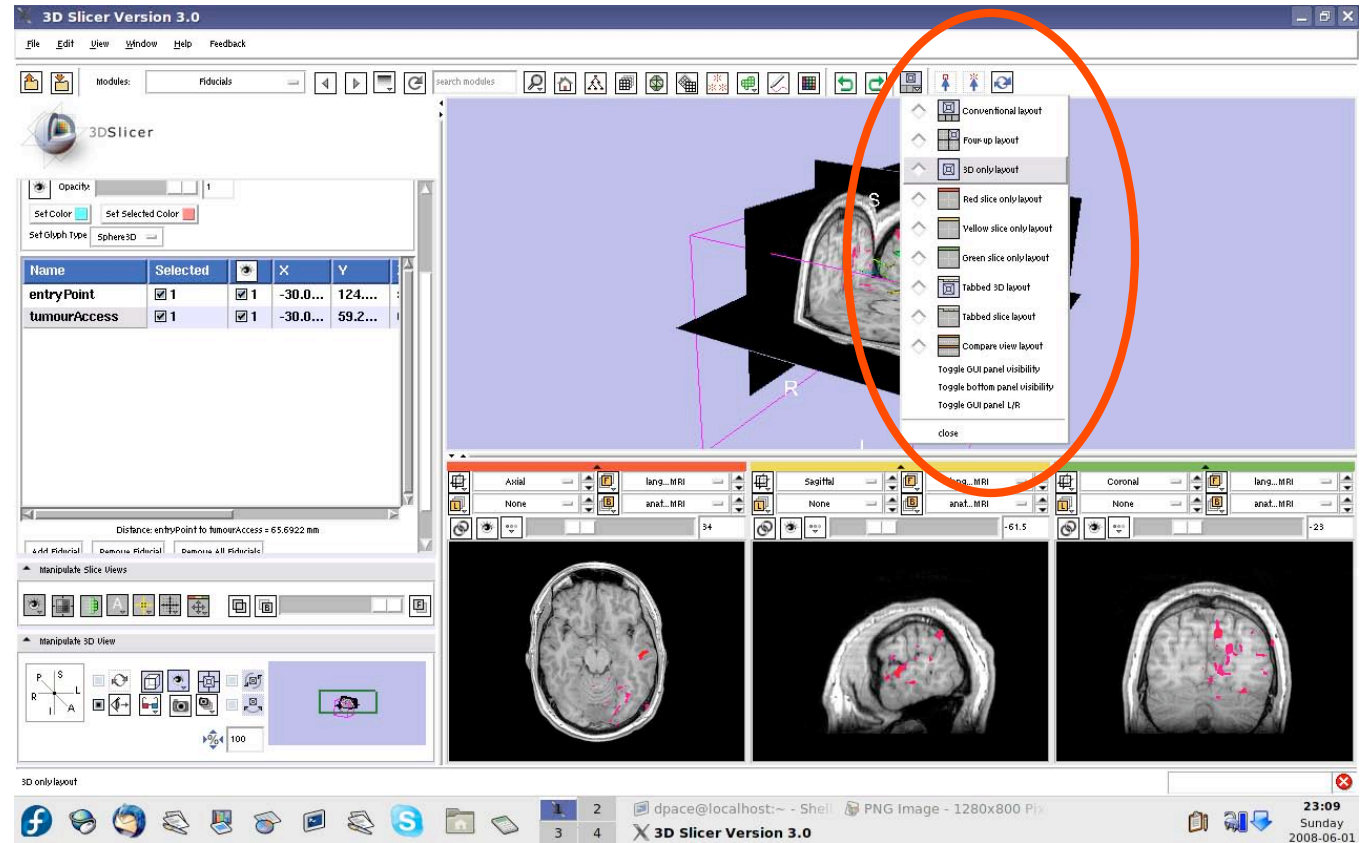 3D Slicer Version 3.0
File Edit View Window Help Feedback
Modules: Fiducials search modules
3DSlicer
Opacity: 1
Set Color Set Selected Color
Set Glyph Type Sphere3D
Name Selected X Y
entryPoint 1 1 -30.0... 124....
tumourAccess 1 1 -30.0... 59.2...
Distance: entryPoint to tumourAccess = 65.6922 mm
Add Fiducial Remove Fiducial Remove All Fiducials
Manipulate Slice Views
Manipulate 3D View
P S
R L
I A
100
Conventional layout
Four-up layout
3D only layout
Red slice only layout
Yellow slice only layout
Green slice only layout
Tabbed 3D layout
Tabbed slice layout
Compare view layout
Toggle GUI panel visibility
Toggle bottom panel visibility
Toggle GUI panel L/R
close
S
R
Axial lang...MRI
None anat...MRI
34
Sagittal lang...MRI
None anat...MRI
-61.5
Coronal lang...MRI
None anat...MRI
-23
3D only layout
1 2
3 4
dpace@localhost:~ - Shell
PNG Image - 1280x800 Pix
3D Slicer Version 3.0
23:09
Sunday
2008-06-01